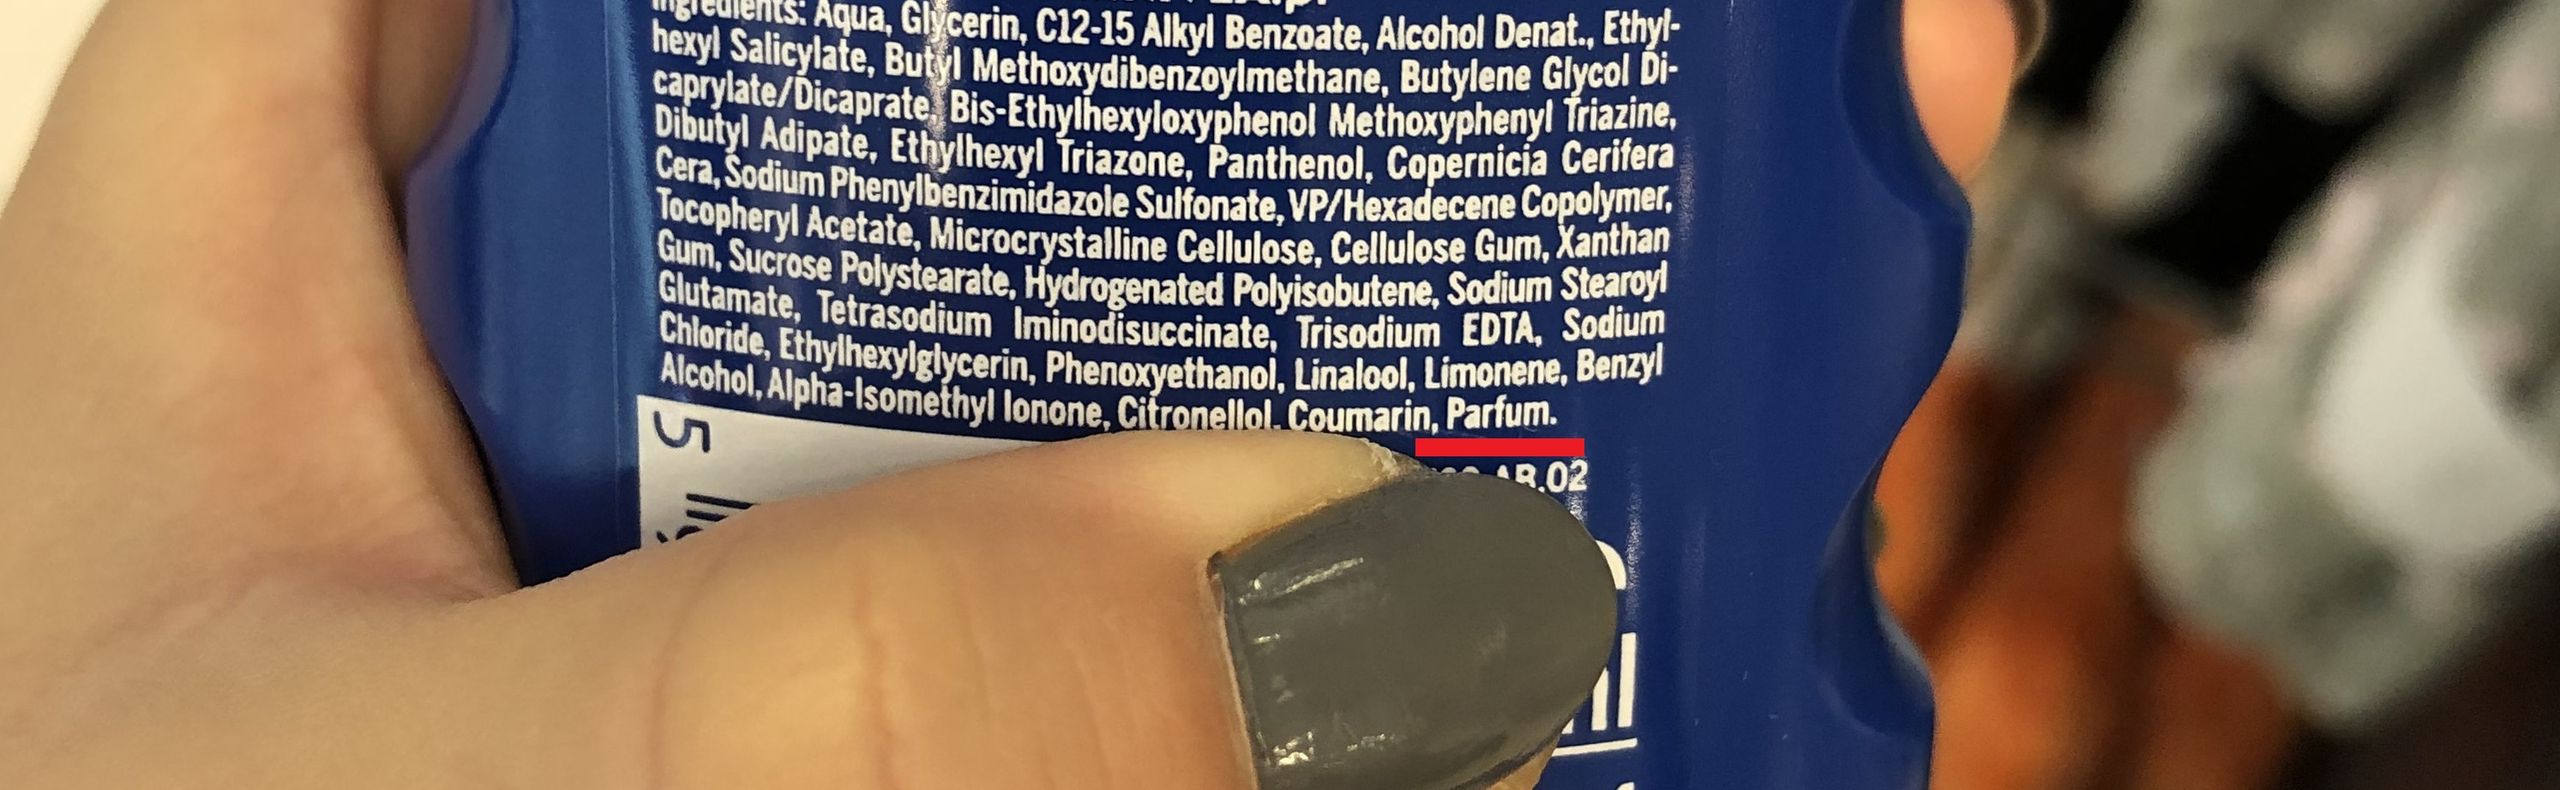 Ingredients: Aqua, Glycerin, C12-15 Alkyl Benzoate, Alcohol Denat., Ethyl-
hexyl Salicylate, Butyl Methoxydibenzoylmethane, Butylene Glycol Di-
caprylate/Dicaprate, Bis-Ethylhexyloxyphenol Methoxyphenyl Triazine,
Dibutyl Adipate, Ethylhexyl Triazone, Panthenol, Copernicia Cerifera
Cera, Sodium Phenylbenzimidazole Sulfonate, VP/Hexadecene Copolymer,
Tocopheryl Acetate, Microcrystalline Cellulose, Cellulose Gum, Xanthan
Gum, Sucrose Polystearate, Hydrogenated Polyisobutene, Sodium Stearoyl
Glutamate, Tetrasodium Iminodisuccinate, Trisodium EDTA, Sodium
Chloride, Ethylhexylglycerin, Phenoxyethanol, Linalool, Limonene, Benzyl
Alcohol, Alpha-Isomethyl Ionone, Citronellol, Coumarin, Parfum.
AR.02
5